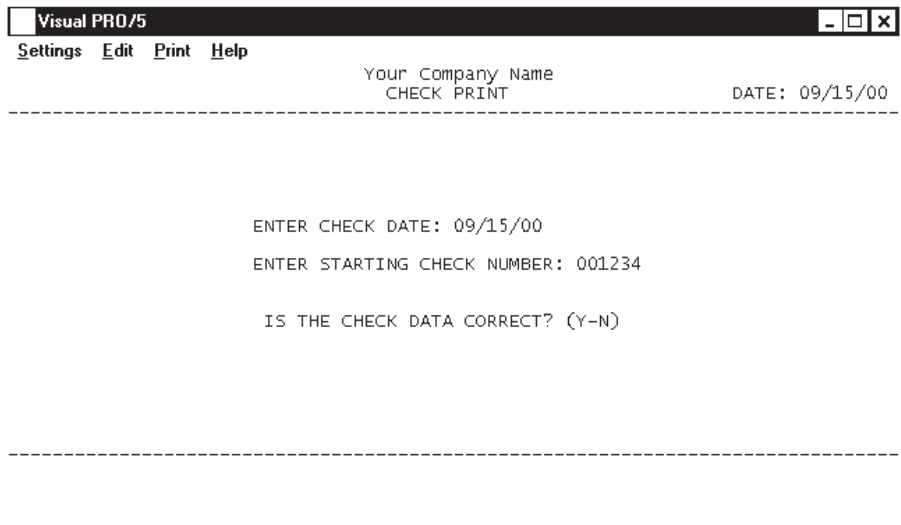 Visual PRO/5
Settings Edit Print Help
Your Company Name
CHECK PRINT DATE: 09/15/00
ENTER CHECK DATE: 09/15/00
ENTER STARTING CHECK NUMBER: 001234
IS THE CHECK DATA CORRECT? (Y-N)